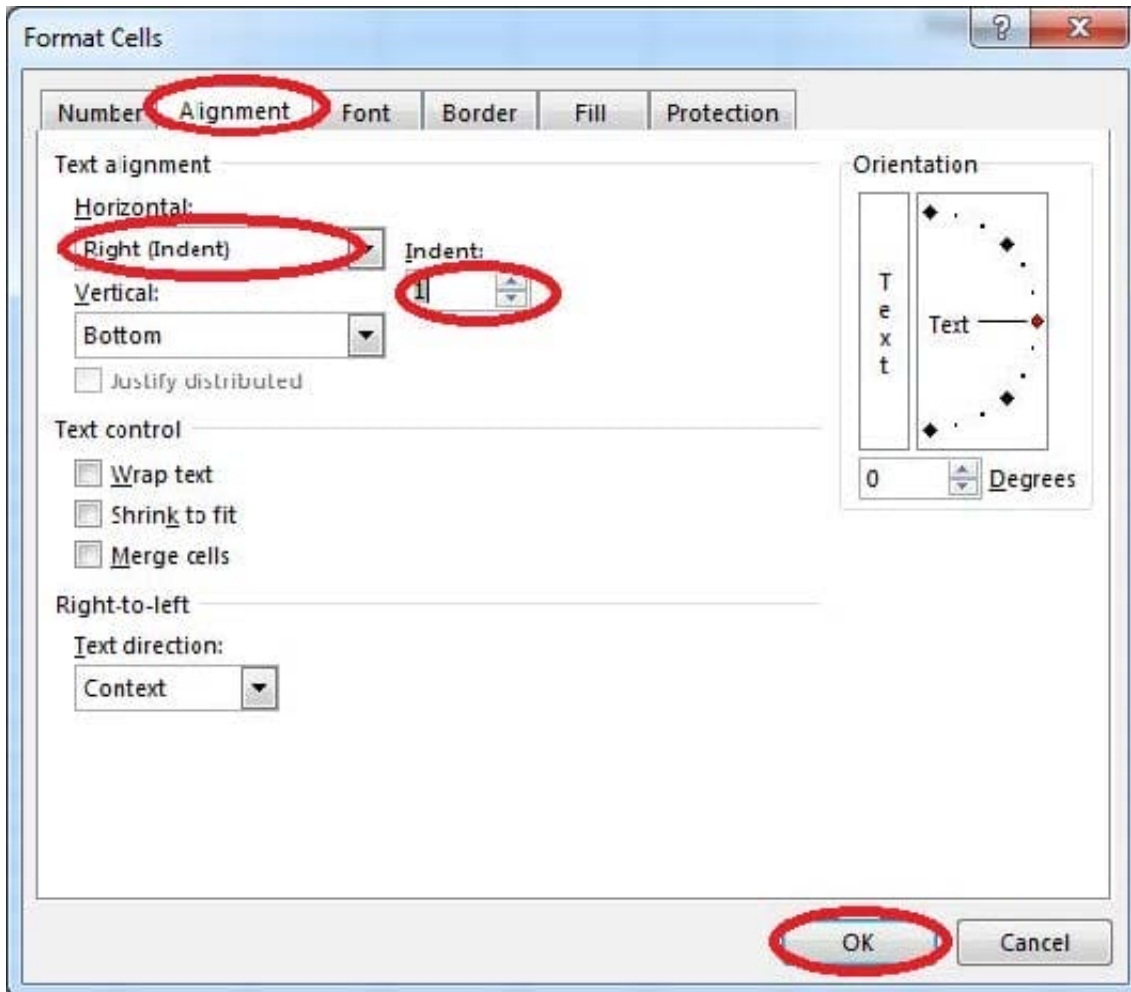 Format Cells
Number Alignment Font Border Fill Protection
Text alignment
Horizontal:
Right (Indent)
Indent:
1
Vertical:
Bottom
Justify distributed
Text control
Wrap text
Shrink to fit
Merge cells
Right-to-left
Text direction:
Context
Orientation
Text
Text
0 Degrees
OK Cancel